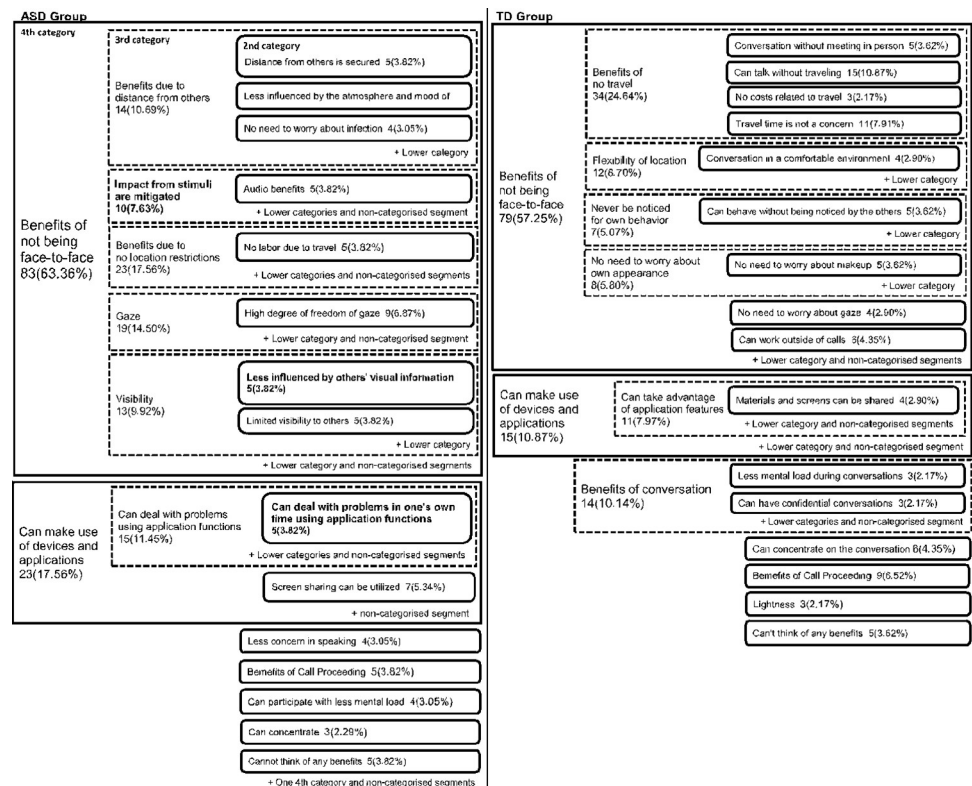 ASD Group
4th category
3rd category
2nd category
Distance from others is secured 5(3.82%)
Benefits due to
distance from others
14(10.69%)
Less influenced by the atmosphere and mood of
No need to worry about infection 4(3.05%)
+ Lower category
Impact from stimuli
are mitigated
10(7.63%)
Audio benefits 5(3.82%)
+ Lower categories and non-categorised segment
Benefits of
not being
face-to-face
83(63.36%)
Benefits due to
no location restrictions
23(17.56%)
No labor due to travel 5(3.82%)
+ Lower categories and non-categorised segments
Gaze
19(14.50%)
High degree of freedom of gaze 9(6.87%)
+ Lower categories and non-categorised segment
Visibility
13(9.92%)
Less influenced by others' visual information
5(3.82%)
Limited visibility to others 5(3.82%)
+ Lower category
+ Lower category and non-categorised segments
Can make use
of devices and
applications
23(17.56%)
Can deal with problems
using application functions
15(11.45%)
Can deal with problems in one's own
time using application functions
5(3.82%)
+ Lower categories and non-categorised segments
Screen sharing can be utilized 7(5.34%)
+ non-categorised segment
Less concern in speaking 4(3.05%)
Bemefits of Call Proceeding 5(3.82%)
Can participate with less mental load 4(3.05%)
Can concentrate 3(2.29%)
Cannot think of any benefits 5(3.82%)
+ One 4th category and non-categorised segments
TD Group
Benefits of
no travel
34(24.64%)
Conversation without meeting in person 5(3.62%)
Can talk without traveling 15(10.87%)
No costs related to travel 3(2.17%)
Travel time is not a concern 11(7.91%)
Benefits of
not being
face-to-face
79(57.25%)
Flexibility of location
12(6.70%)
Conversation in a comfortable environment 4(2.90%)
+ Lower category
Never be noticed
for own behavior
7(5.07%)
Can behave without being noticed by the others 5(3.62%)
+ Lower category
No need to worry about
own appearance
8(5.80%)
No need to worry about makeup 5(3.62%)
+ Lower category
No need to worry about gaze 4(2.90%)
Can work outside of calls 6(4.35%)
+ Lower category and non-categorised segments
Can make use
of devices and
applications
15(10.87%)
Can take advantage
of application features
11(7.97%)
Materials and screens can be shared 4(2.90%)
+ Lower category and non-categorised segments
+ Lower category and non-categorised segments
Benefits of conversation
14(10.14%)
Less mental load during conversations 3(2.17%)
Can have confidential conversations 3(2.17%)
+ Lower categories and non-categorised segment
Can concentrate on the conversation 6(4.35%)
Bemefits of Call Proceeding 9(6.52%)
Lightness 3(2.17%)
Can't think of any benefits 5(3.62%)